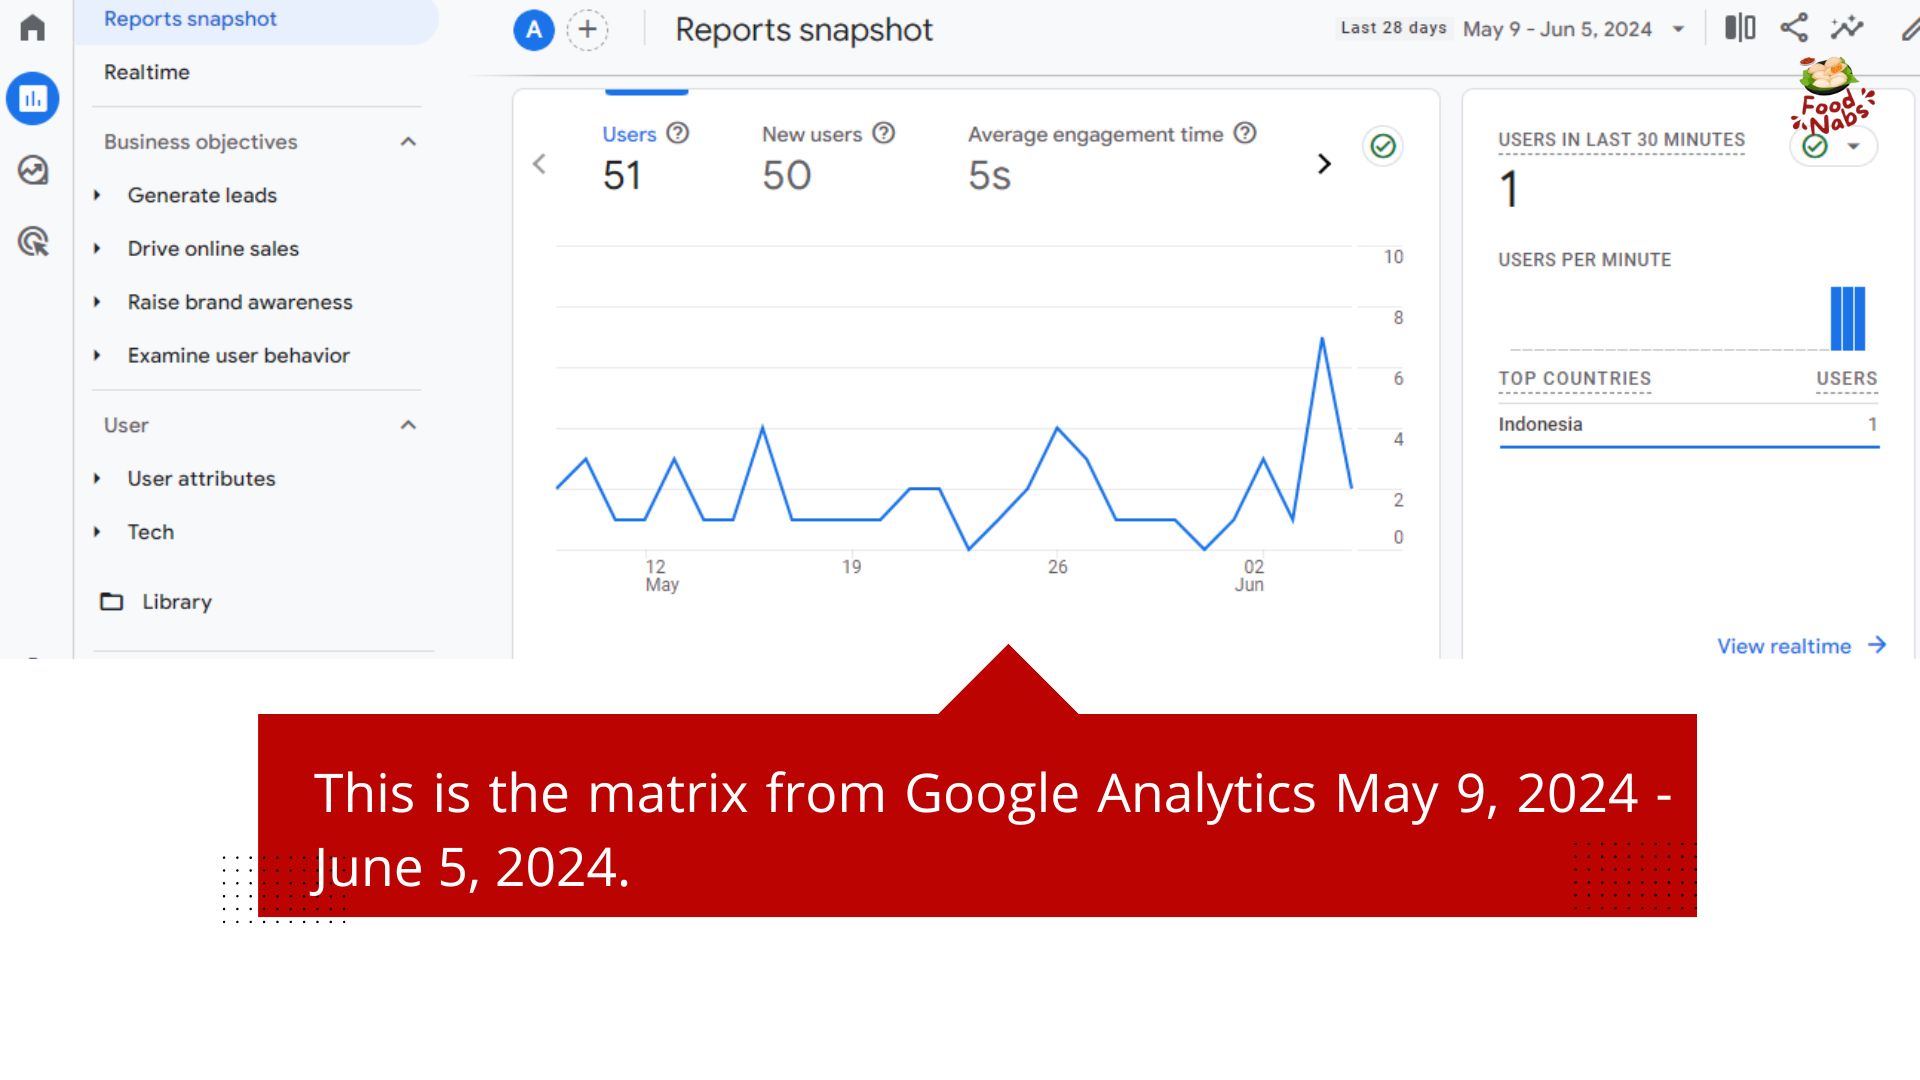 Reports snapshot
Realtime
Business objectives
Generate leads
Drive online sales
Raise brand awareness
Examine user behavior
User
User attributes
Tech
Library
A
Reports snapshot
Last 28 days May 9 - Jun 5, 2024
Users
51
New users
50
Average engagement time
5s
10
8
6
4
2
0
12
May
19
26
02
Jun
Food
Nabs
USERS IN LAST 30 MINUTES
1
USERS PER MINUTE
TOP COUNTRIES USERS
Indonesia 1
View realtime
This is the matrix from Google Analytics May 9, 2024 -
June 5, 2024.